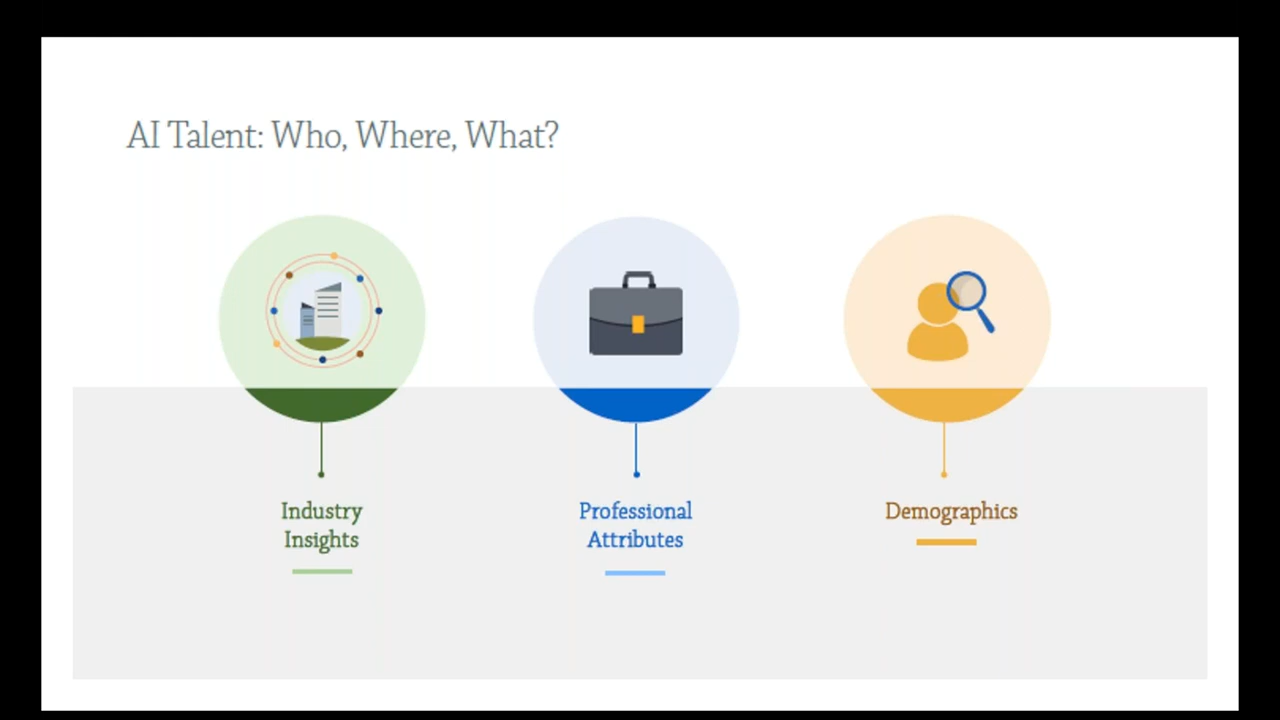 AI Talent: Who, Where, What?
Industry
Insights
Professional
Attributes
Demographics